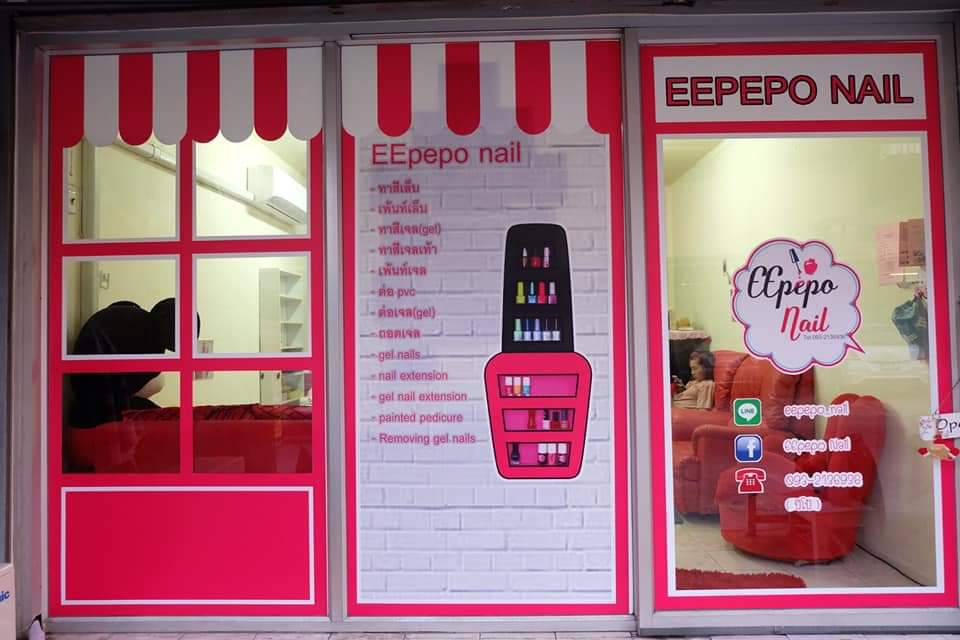 EEpepo nail
- ทาสีเล็บ
- เพ้นท์เล็บ
- ทาสีเจล(gel)
- ทาสีเจลเท้า
- เพ้นท์เจล
- ต่อ pvc
- ต่อเจล(gel)
- ถอดเจล
- gel nails
- nail extension
- gel nail extension
- painted pedicure
- Removing gel nails
EEPEPO NAIL
EEpepo
Nail
LINE
eepepo_nail
EEpepo Nail